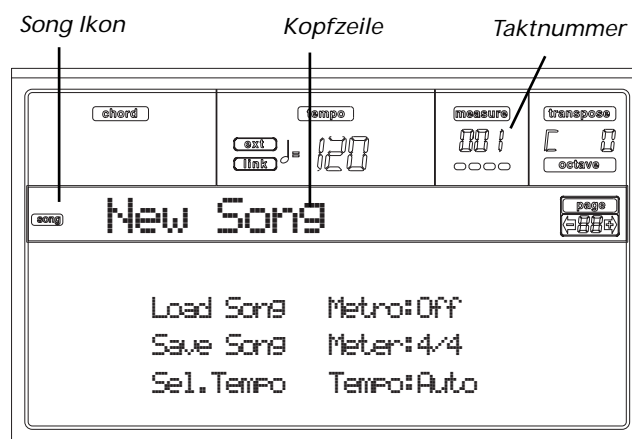 Song Ikon Kopfzeile Taktnummer
chord tempo measure transpose
ext 120 001 C 0
link octave
song New Song page
88
Load Song Metro:Off
Save Song Meter:4/4
Sel.Tempo Tempo:Auto